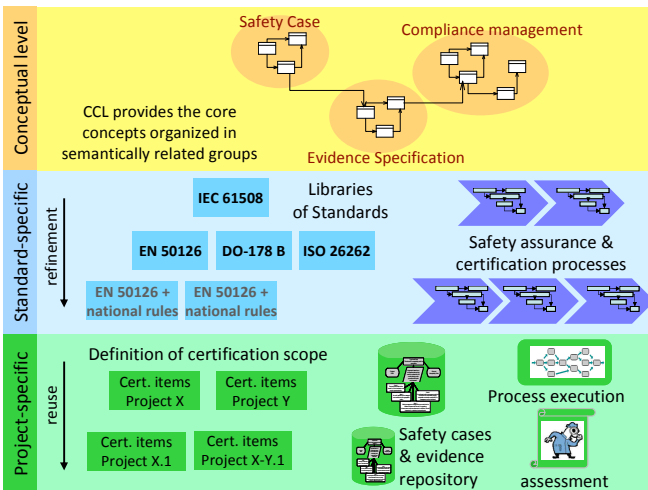 Conceptual level
Safety Case
Compliance management
CCL provides the core
concepts organized in
semantically related groups
Evidence Specification
Standard-specific
refinement
IEC 61508
Libraries
of Standards
EN 50126
DO-178 B
ISO 26262
Safety assurance &
certification processes
EN 50126 +
national rules
EN 50126 +
national rules
Project-specific
reuse
Definition of certification scope
Cert. items
Project X
Cert. items
Project Y
Process execution
Cert. items
Project X.1
Cert. items
Project X-Y.1
Safety cases
& evidence
repository
assessment